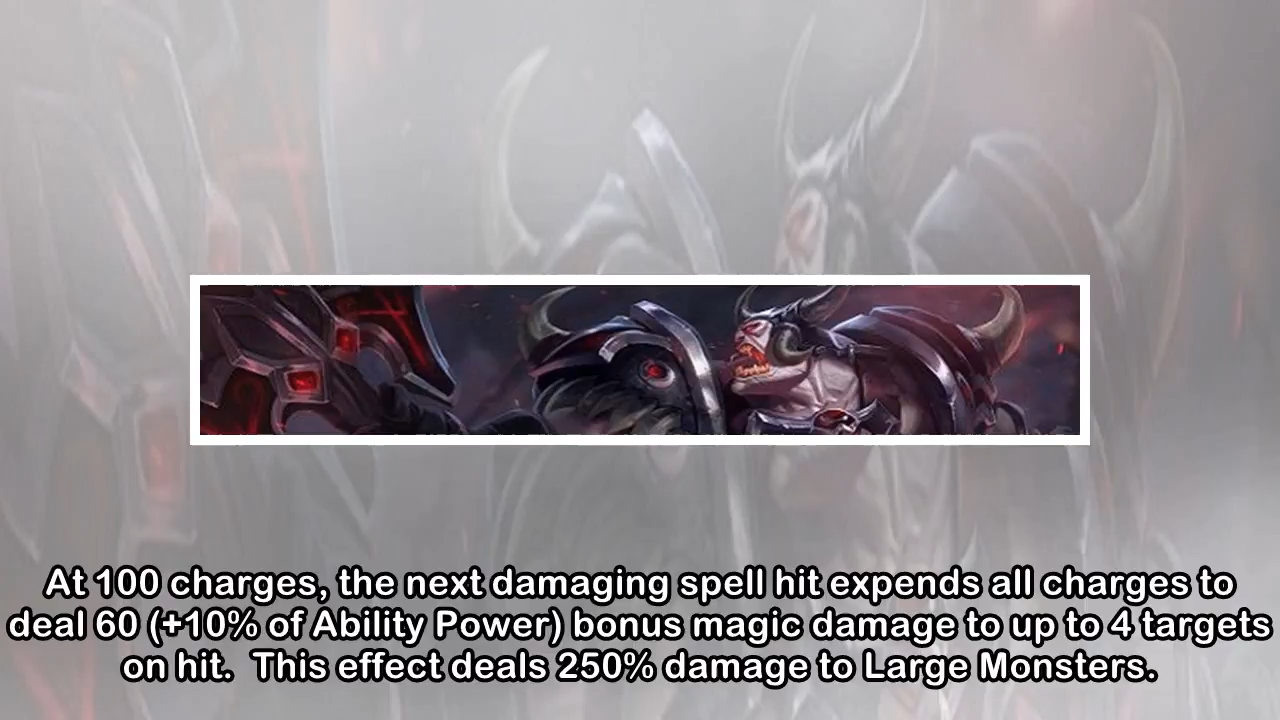 At 100 charges, the next damaging spell hit expends all charges to
deal 60 (+10% of Ability Power) bonus magic damage to up to 4 targets
on hit.  This effect deals 250% damage to Large Monsters.